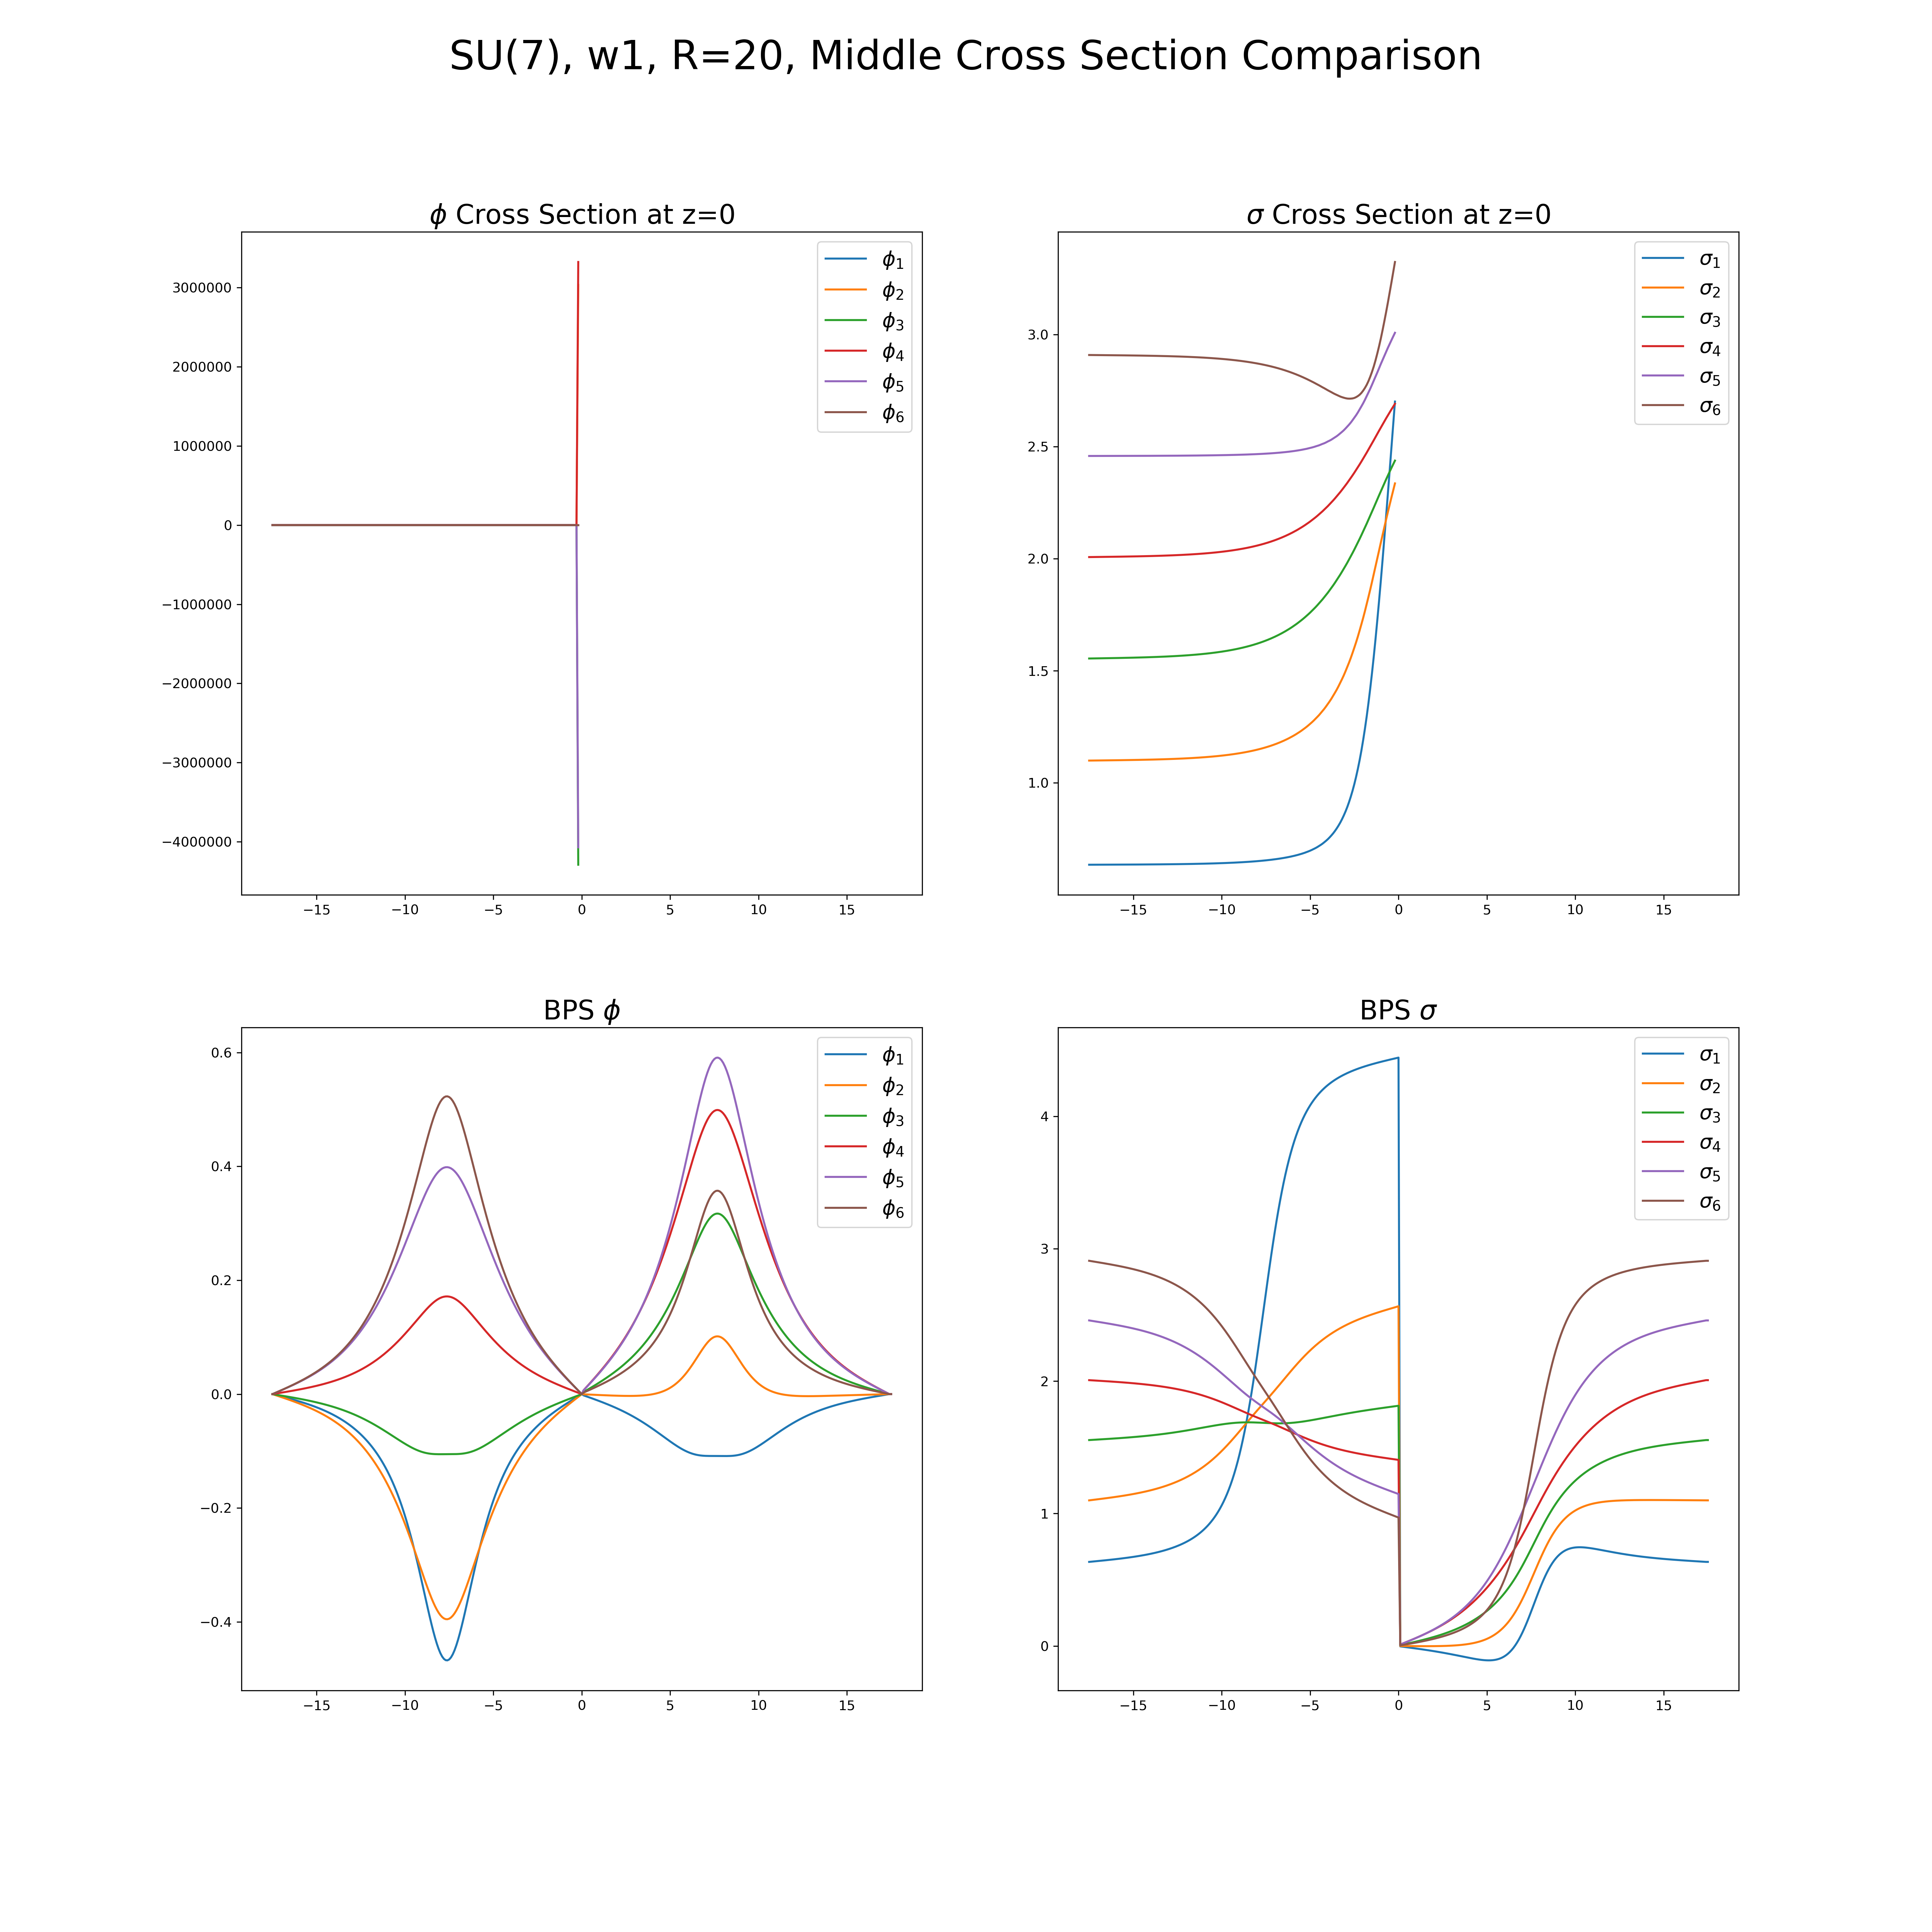 SU(7), w1, R=20, Middle Cross Section Comparison
ϕ Cross Section at z=0
3000000
2000000
1000000
0
−1000000
−2000000
−3000000
−4000000
−15 −10 −5 0 5 10 15
ϕ1
ϕ2
ϕ3
ϕ4
ϕ5
ϕ6
σ Cross Section at z=0
3.0
2.5
2.0
1.5
1.0
−15 −10 −5 0 5 10 15
σ1
σ2
σ3
σ4
σ5
σ6
BPS ϕ
0.6
0.4
0.2
0.0
−0.2
−0.4
−15 −10 −5 0 5 10 15
ϕ1
ϕ2
ϕ3
ϕ4
ϕ5
ϕ6
BPS σ
4
3
2
1
0
−15 −10 −5 0 5 10 15
σ1
σ2
σ3
σ4
σ5
σ6